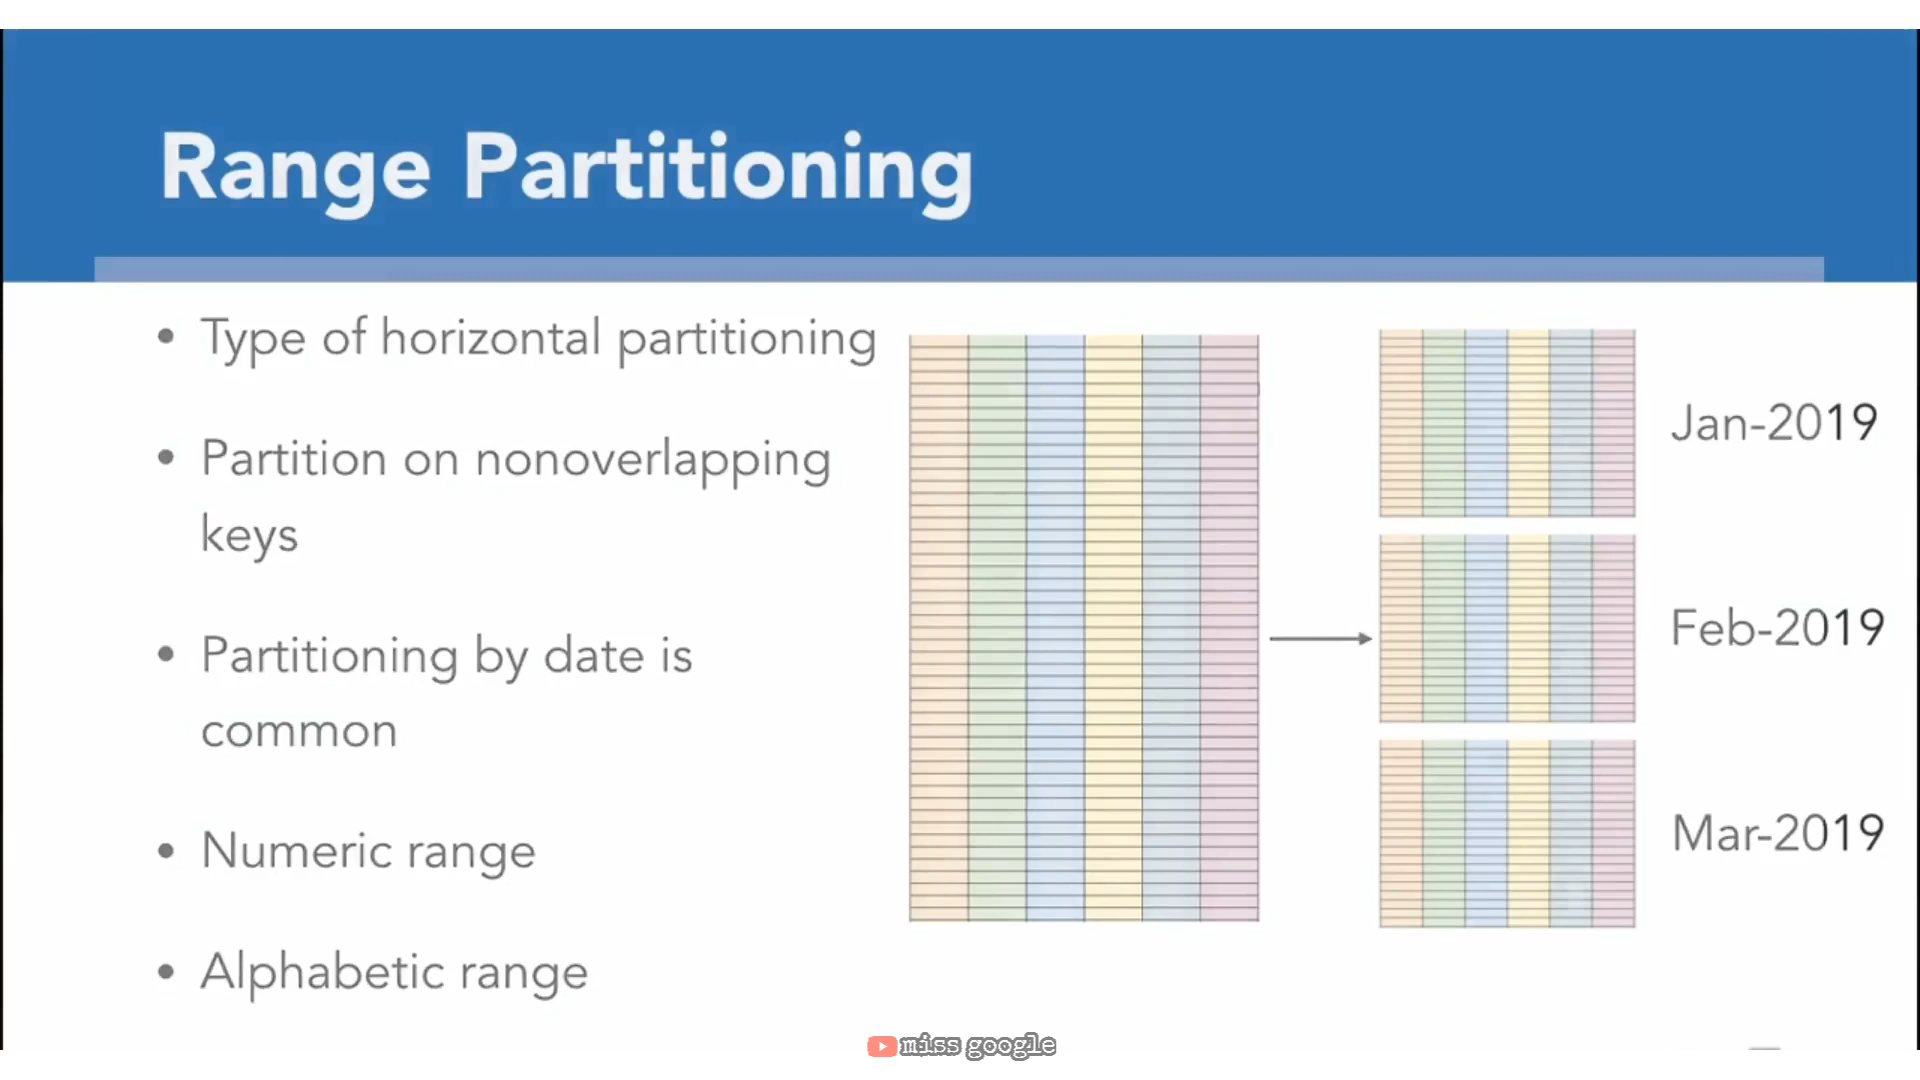 Range Partitioning
• Type of horizontal partitioning
• Partition on nonoverlapping
keys
• Partitioning by date is
common
• Numeric range
• Alphabetic range
Jan-2019
Feb-2019
Mar-2019
miss google